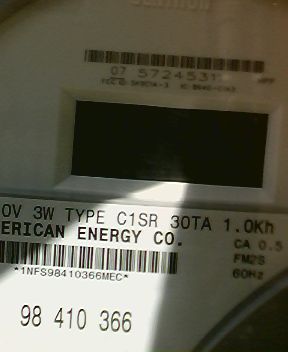 07 57245311
0V 3W TYPE C1SR 30TA 1.0Kh
ERICAN ENERGY CO.
CA 0.5
FM2S
60Hz
*1NFS98410366MEC*
98 410 366